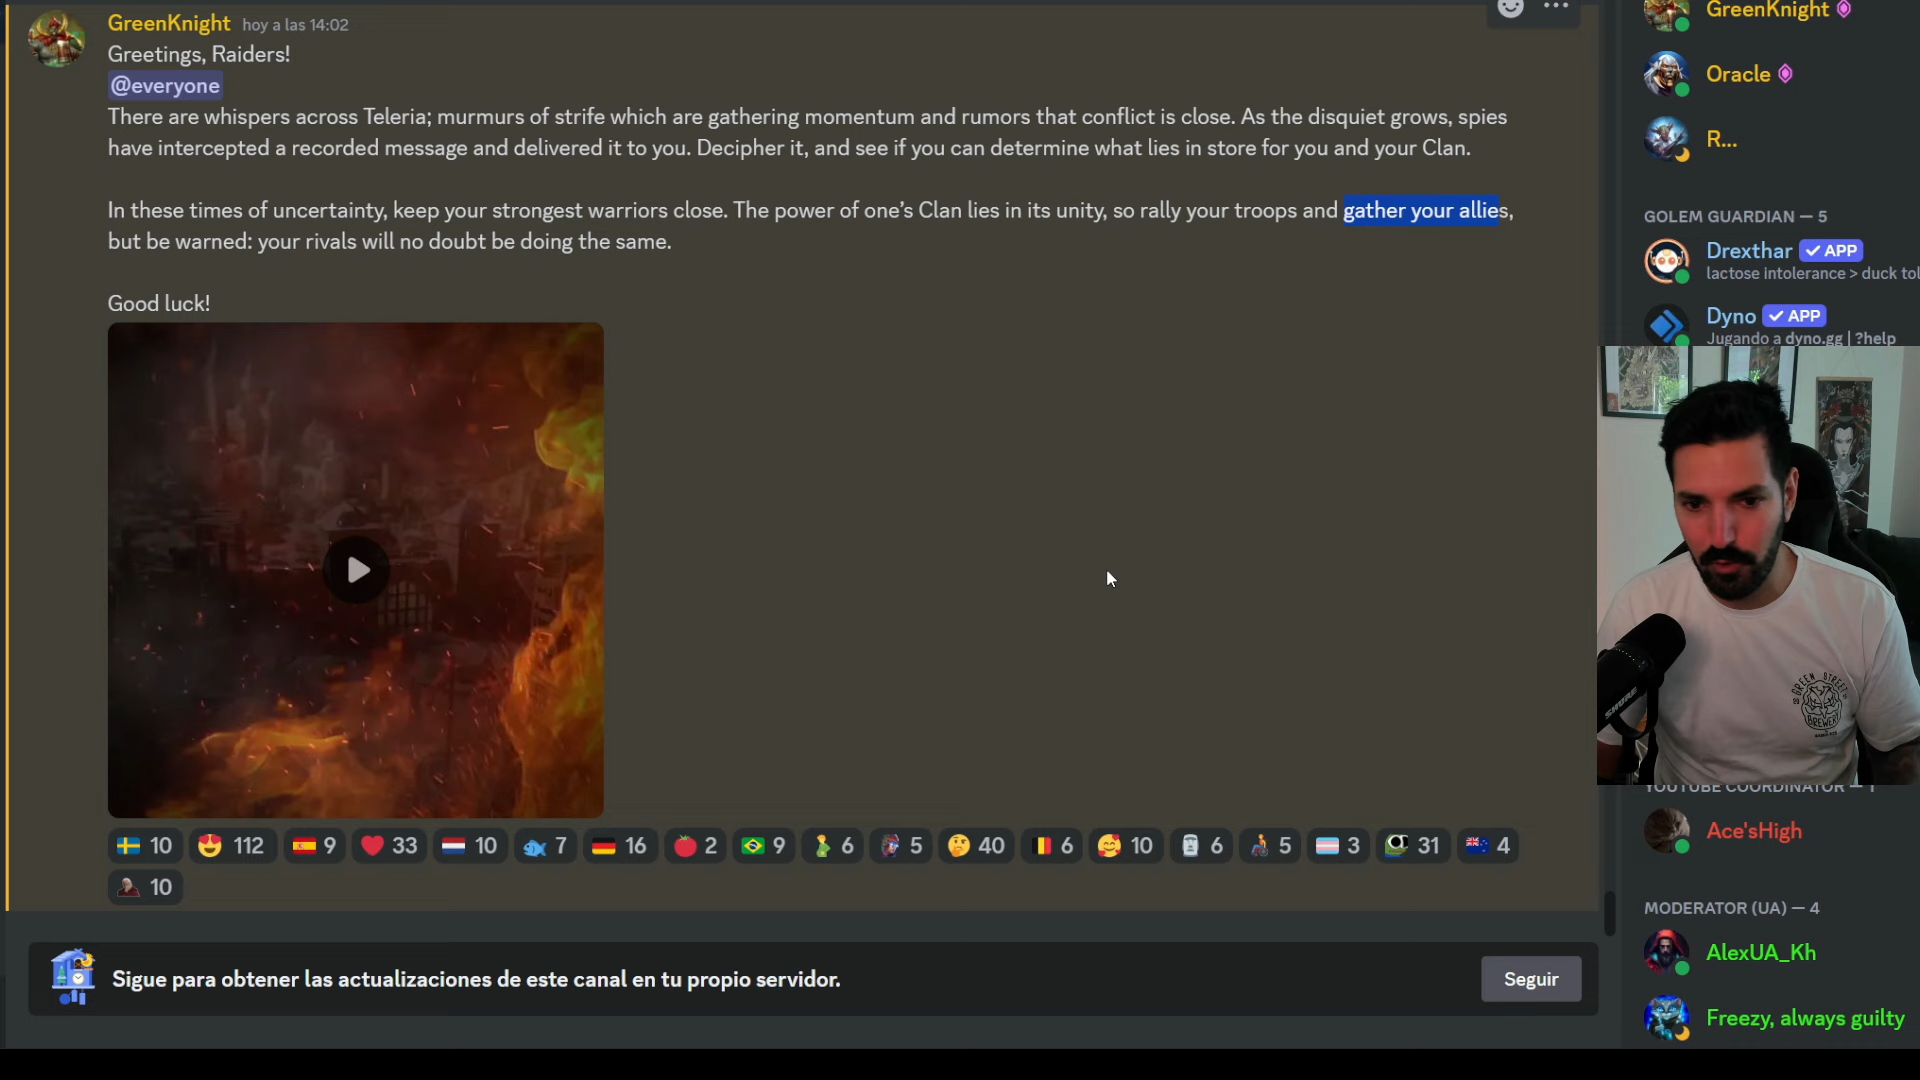 GreenKnight hoy a las 14:02
Greetings, Raiders!
@everyone
There are whispers across Teleria; murmurs of strife which are gathering momentum and rumors that conflict is close. As the disquiet grows, spies
have intercepted a recorded message and delivered it to you. Decipher it, and see if you can determine what lies in store for you and your Clan.
In these times of uncertainty, keep your strongest warriors close. The power of one’s Clan lies in its unity, so rally your troops and gather your allies,
but be warned: your rivals will no doubt be doing the same.
Good luck!
10 112 9 33 10 7 16 2 9 6 5 40 6 10 6 5 3 31 4
10
Sigue para obtener las actualizaciones de este canal en tu propio servidor.
Seguir
GreenKnight
Oracle
R...
GOLEM GUARDIAN — 5
Drexthar APP
lactose intolerance > duck tol
Dyno APP
Jugando a dyno.gg | ?help
SHURE
GREEN STREET
BREWERY
YOUTUBE COORDINATOR — 1
Ace'sHigh
MODERATOR (UA) — 4
AlexUA_Kh
Freezy, always guilty